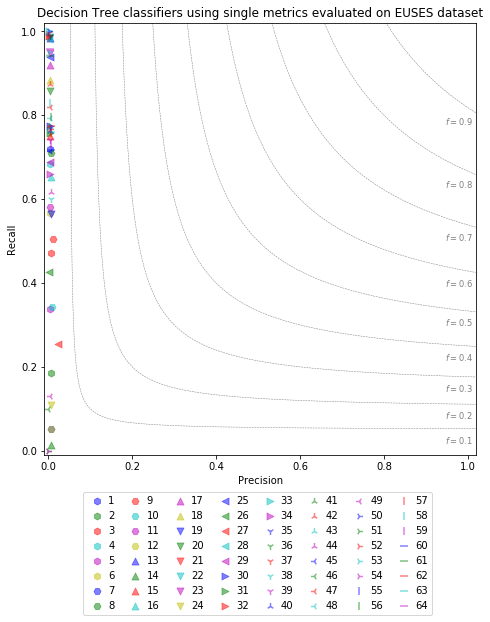 Decision Tree classifiers using single metrics evaluated on EUSES dataset
1.0
0.8
0.6
0.4
0.2
0.0
Recall
f = 0.9
f = 0.8
f = 0.7
f = 0.6
f = 0.5
f = 0.4
f = 0.3
f = 0.2
f = 0.1
0.0 0.2 0.4 0.6 0.8 1.0
Precision
1 9 17 25 33 41 49 57
2 10 18 26 34 42 50 58
3 11 19 27 35 43 51 59
4 12 20 28 36 44 52 60
5 13 21 29 37 45 53 61
6 14 22 30 38 46 54 62
7 15 23 31 39 47 55 63
8 16 24 32 40 48 56 64